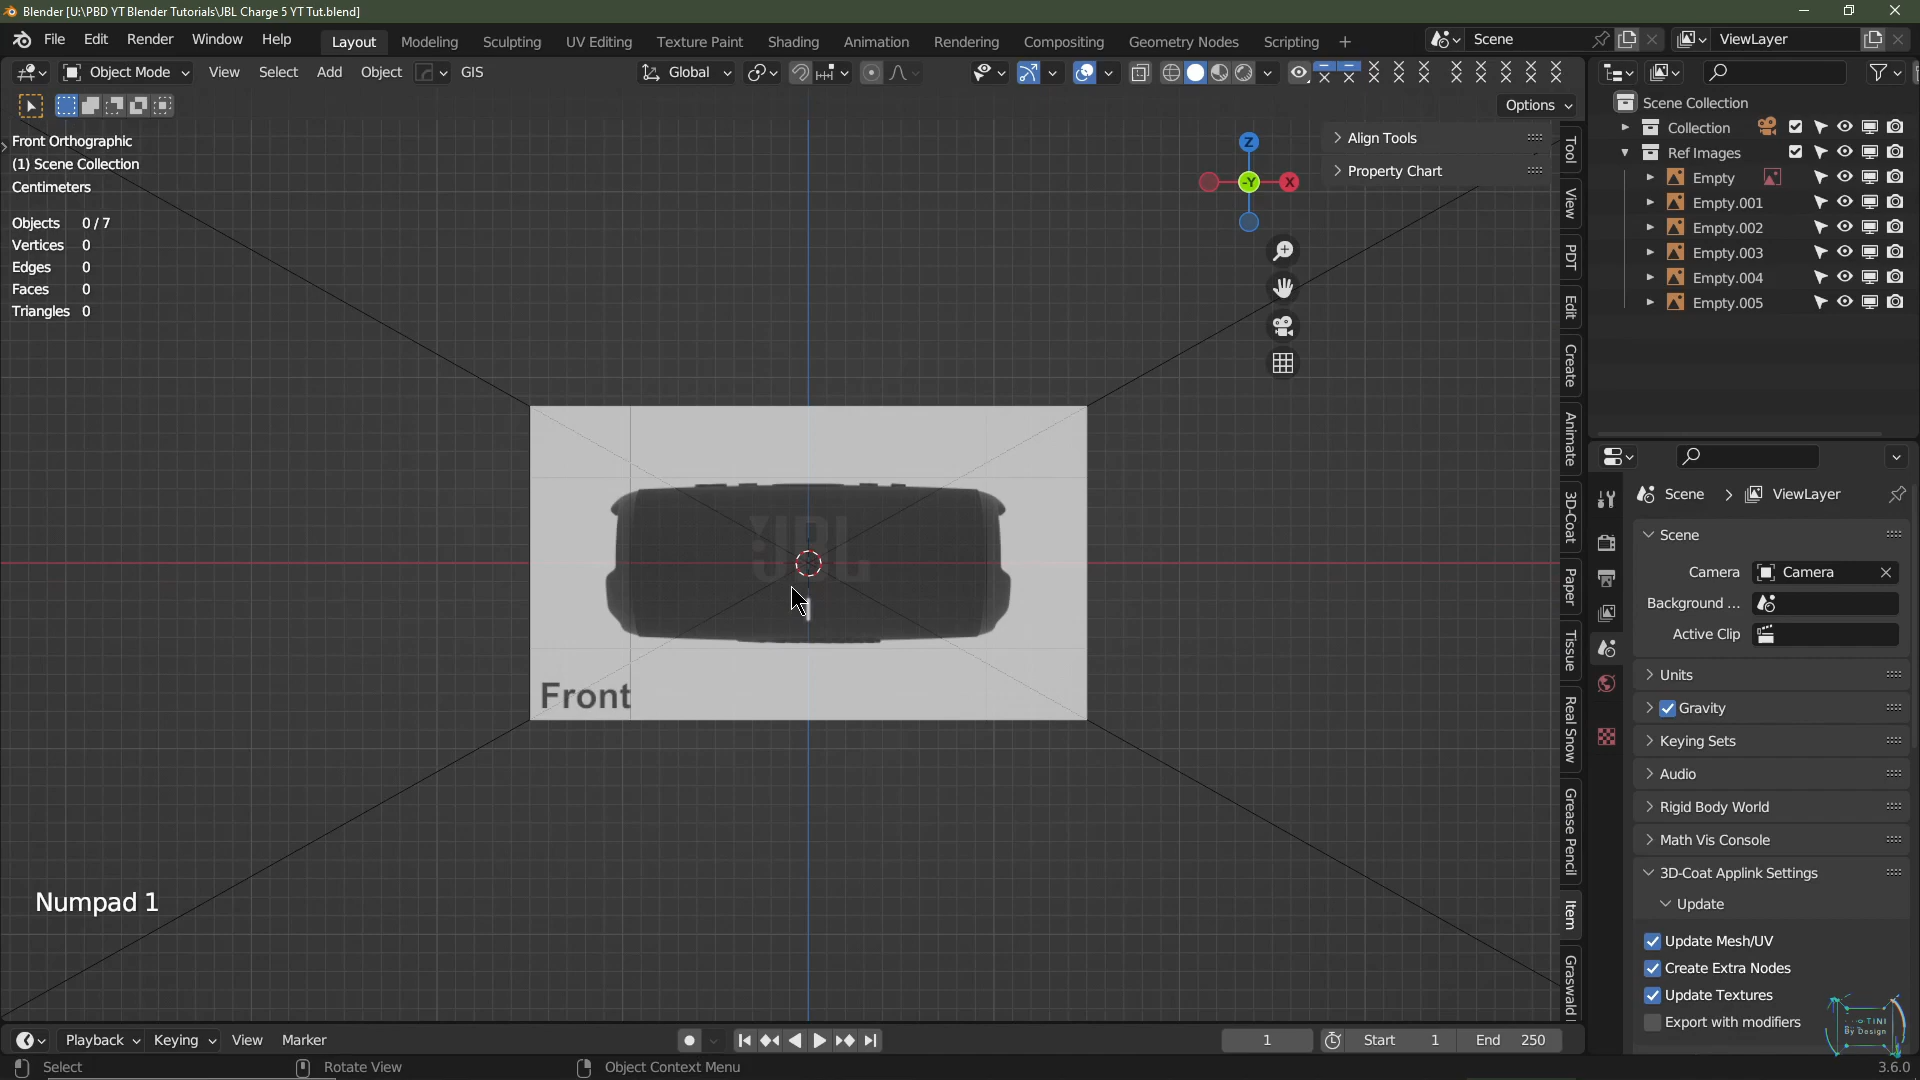 Blender [U:\PBD YT Blender Tutorials\JBL Charge 5 YT Tut.blend]
File Edit Render Window Help Layout Modeling Sculpting UV Editing Texture Paint Shading Animation Rendering Compositing Geometry Nodes Scripting + Scene ViewLayer
Object Mode View Select Add Object GIS Global
Options
Front Orthographic
(1) Scene Collection
Centimeters
Objects 0 / 7
Vertices 0
Edges 0
Faces 0
Triangles 0
Align Tools
Property Chart
Z
-Y
X
Tool
View
PDT
Edit
Create
Animate
3D-Coat
Paper
Tissue
Real Snow
Grease Pencil
Item
Graswald
JBL
Front
Numpad 1
Scene Collection
Collection
Ref Images
Empty
Empty.001
Empty.002
Empty.003
Empty.004
Empty.005
Scene > ViewLayer
Scene
Camera Camera
Background ...
Active Clip
Units
Gravity
Keying Sets
Audio
Rigid Body World
Math Vis Console
3D-Coat Applink Settings
Update
Update Mesh/UV
Create Extra Nodes
Update Textures
Export with modifiers
By Design
Playback Keying View Marker 1 Start 1 End 250
Select Rotate View Object Context Menu 3.6.0